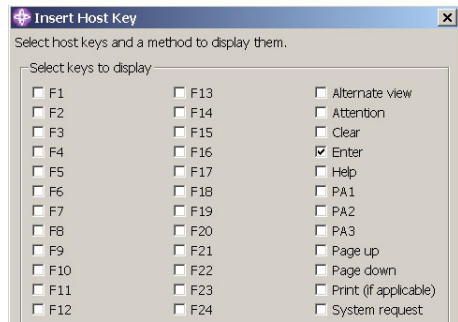 Insert Host Key
Select host keys and a method to display them.
Select keys to display
F1 F13 Alternate view
F2 F14 Attention
F3 F15 Clear
F4 F16 Enter
F5 F17 Help
F6 F18 PA1
F7 F19 PA2
F8 F20 PA3
F9 F21 Page up
F10 F22 Page down
F11 F23 Print (if applicable)
F12 F24 System request